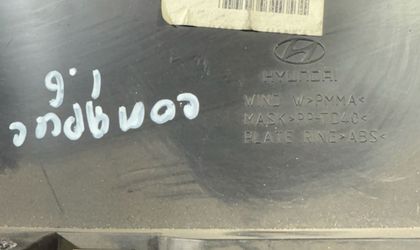 HYUNDAI
WIND W>PMMA<
MASK>PP-TD40<
PLATE RING>ABS<
1.6